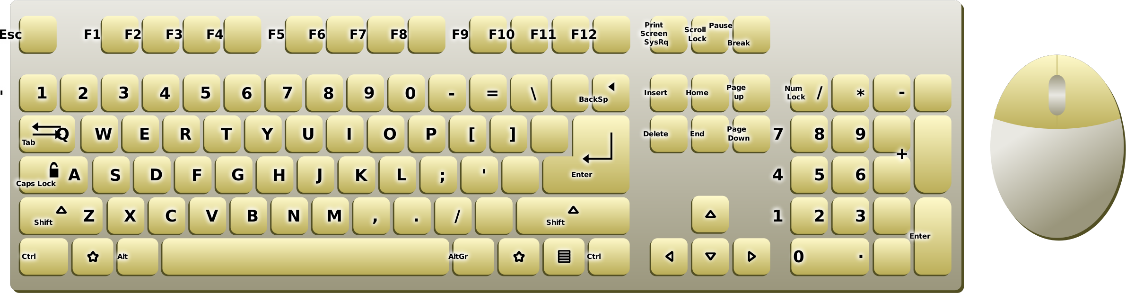 Esc F1 F2 F3 F4 F5 F6 F7 F8 F9 F10 F11 F12 Print Screen SysRq Scroll Lock Pause Break
' 1 2 3 4 5 6 7 8 9 0 - = \ BackSp Insert Home Page up Num Lock / * -
Tab Q W E R T Y U I O P [ ] Enter Delete End Page Down 7 8 9 +
Caps Lock A S D F G H J K L ; ' 4 5 6
Shift Z X C V B N M , . / Shift 1 2 3 Enter
Ctrl Alt AltGr Ctrl 0 .